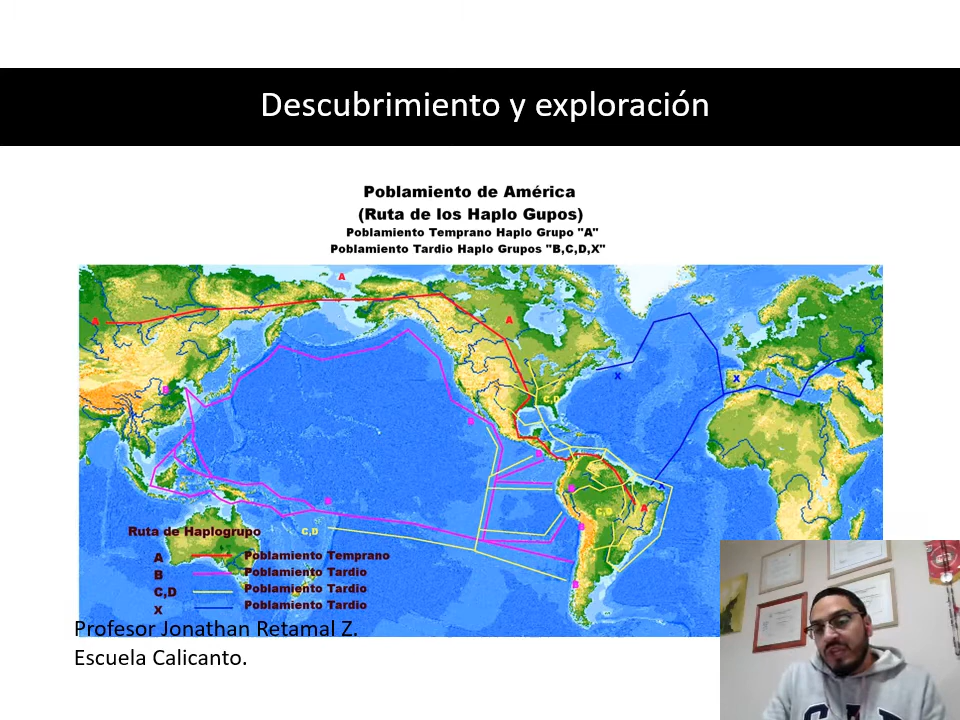 Descubrimiento y exploración
Poblamiento de América
(Ruta de los Haplo Gupos)
Poblamiento Temprano Haplo Grupo "A"
Poblamiento Tardio Haplo Grupos "B,C,D,X"
A
A
A
X
B
X
X
C,D
B
B
B
X
B
C,D
A
B
C,D
B
B
Ruta de Haplogrupo
A Poblamiento Temprano
B Poblamiento Tardio
C,D Poblamiento Tardio
X Poblamiento Tardio
Profesor Jonathan Retamal Z.
Escuela Calicanto.